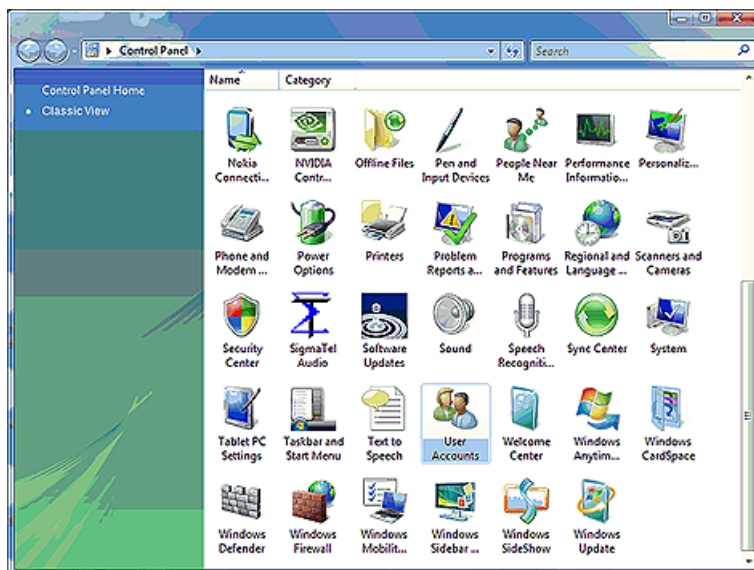 Control Panel
Search
Control Panel Home
Classic View
Name
Category
Nokia
Connecti...
NVIDIA
Contr...
Offline Files
Pen and
Input Devices
People Near
Me
Performance
Informatio...
Personaliz...
Phone and
Modem ...
Power
Options
Printers
Problem
Reports a...
Programs
and Features
Regional and
Language ...
Scanners and
Cameras
Security
Center
SigmaTel
Audio
Software
Updates
Sound
Speech
Recogniti...
Sync Center
System
Tablet PC
Settings
Taskbar and
Start Menu
Text to
Speech
User
Accounts
Welcome
Center
Windows
Anytim...
Windows
CardSpace
Windows
Defender
Windows
Firewall
Windows
Mobilit...
Windows
Sidebar ...
Windows
SideShow
Windows
Update